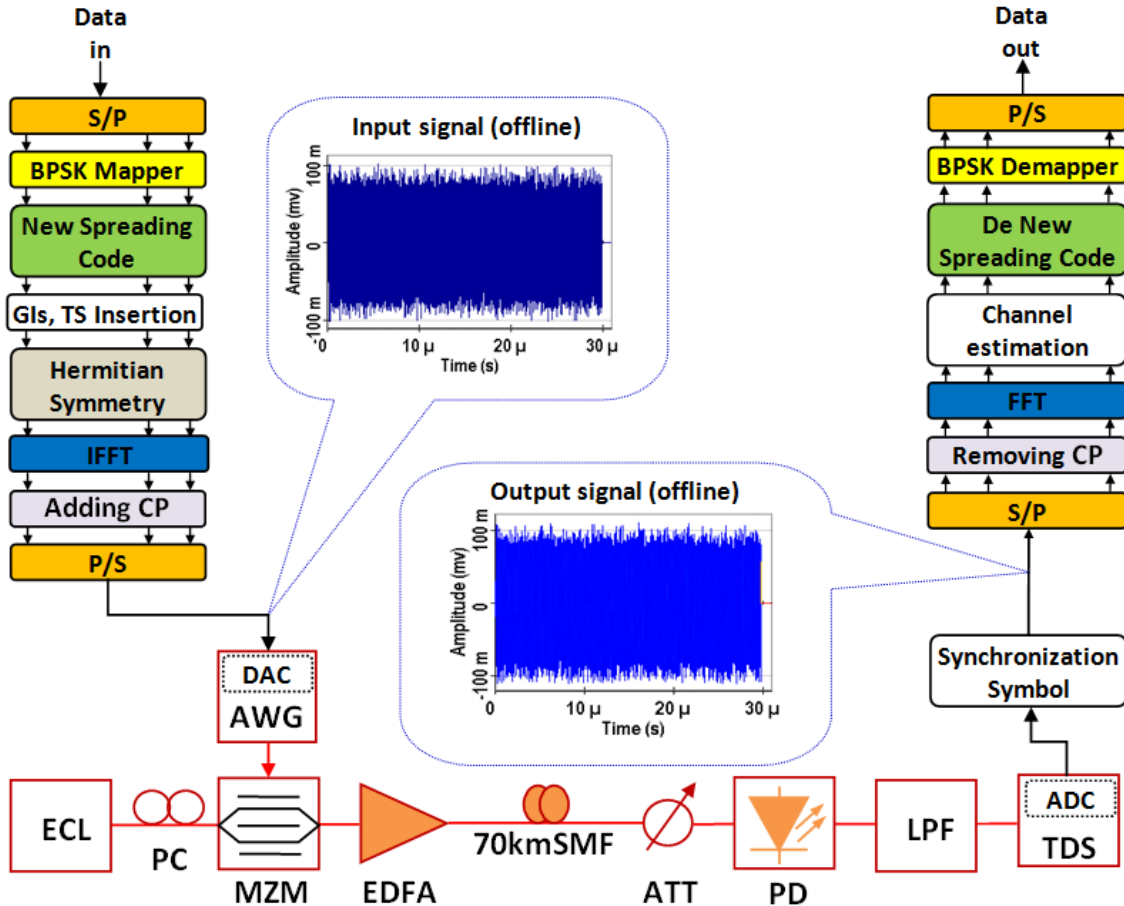 Data
in
S/P
BPSK Mapper
New Spreading
Code
GIs, TS Insertion
Hermitian
Symmetry
IFFT
Adding CP
P/S
Input signal (offline)
Amplitude (mv)
100 m
0
-100 m
-0
10 µ
20 µ
30 µ
Time (s)
Output signal (offline)
Amplitude (mv)
100 m
0
-100 m
0
10 µ
20 µ
30 µ
Time (s)
Data
out
P/S
BPSK Demapper
De New
Spreading Code
Channel
estimation
FFT
Removing CP
S/P
Synchronization
Symbol
DAC
AWG
ECL
PC
MZM
EDFA
70kmSMF
ATT
PD
LPF
ADC
TDS